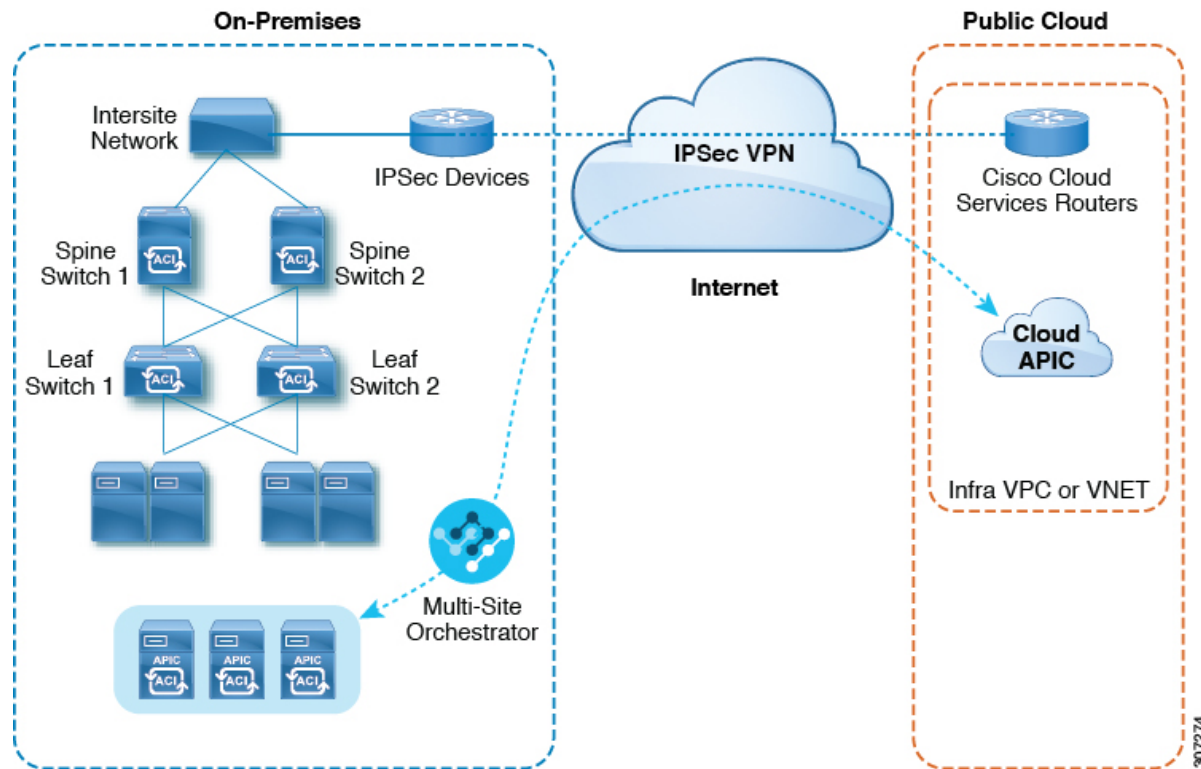 On-Premises
Public Cloud
Intersite
Network
IPSec Devices
IPSec VPN
Internet
Cisco Cloud
Services Routers
Spine
Switch 1
ACI
ACI
Spine
Switch 2
Leaf
Switch 1
ACI
ACI
Leaf
Switch 2
Cloud
APIC
Infra VPC or VNET
Multi-Site
Orchestrator
APIC
ACI
APIC
ACI
APIC
ACI
307274